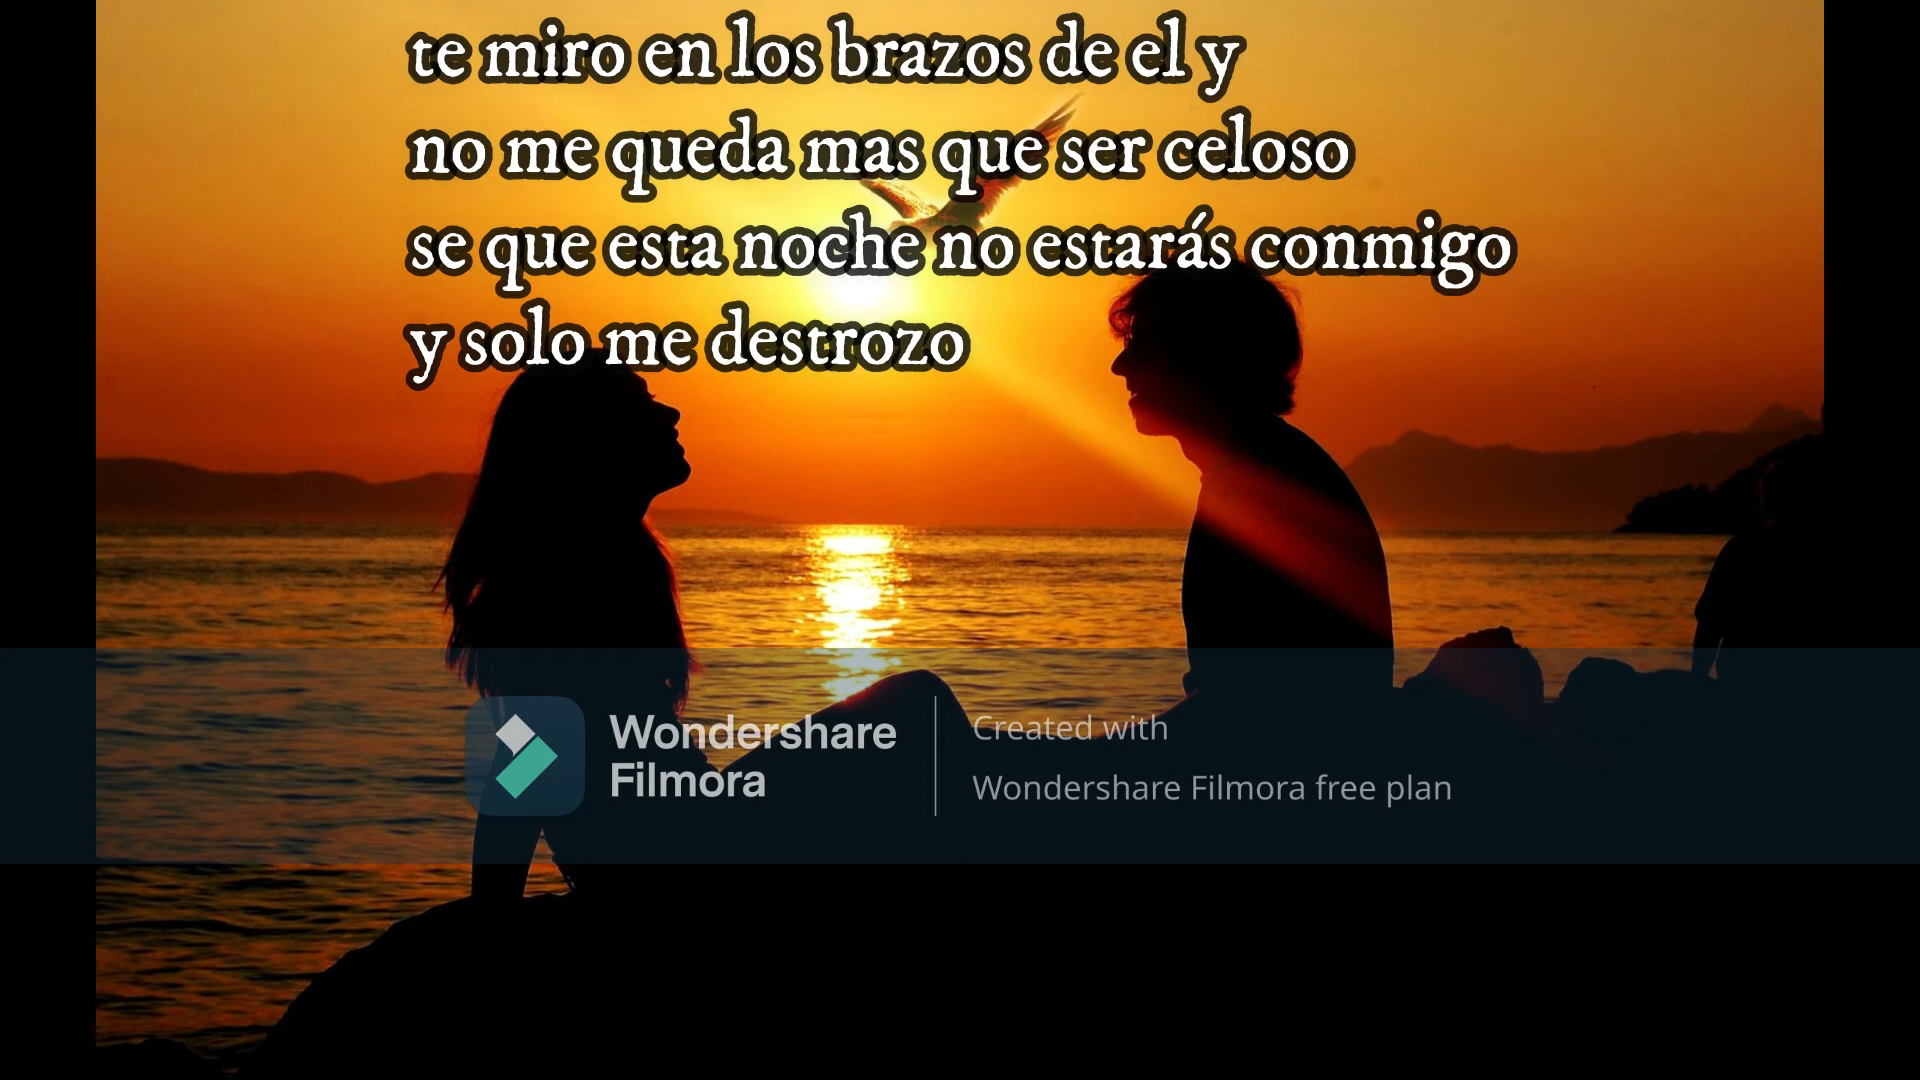 te miro en los brazos de el y
no me queda mas que ser celoso
se que esta noche no estarás conmigo
y solo me destrozo
Wondershare
Filmora
Created with
Wondershare Filmora free plan